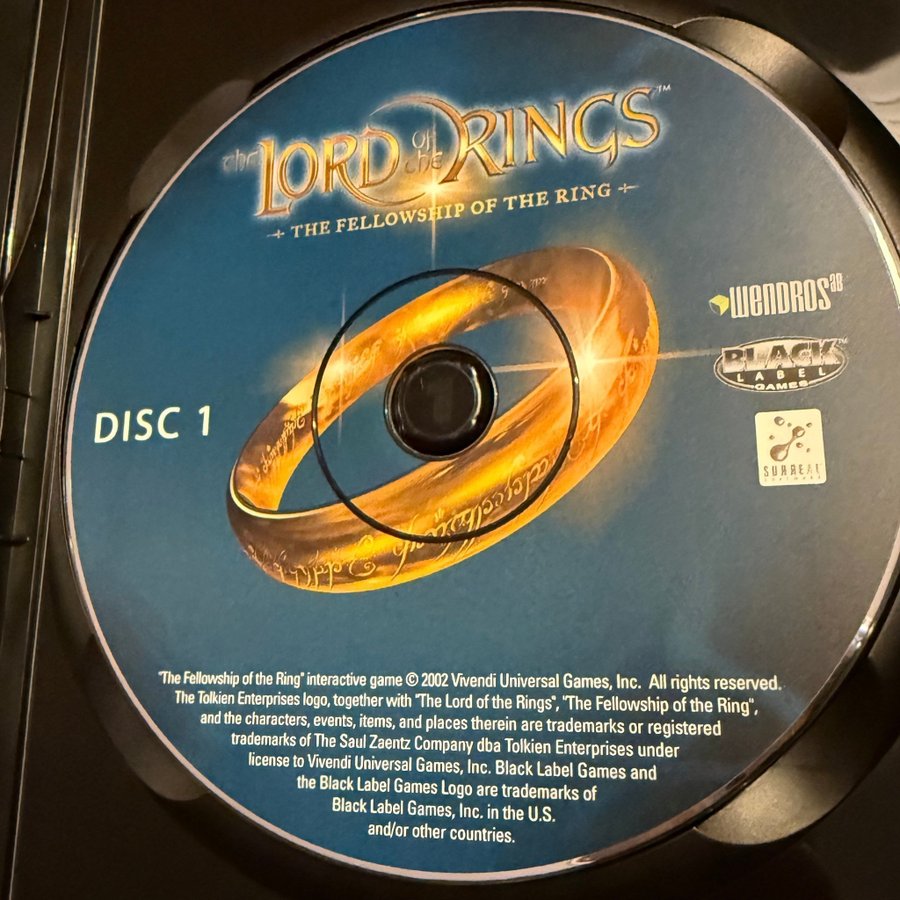 the LORD of the RINGS™
THE FELLOWSHIP OF THE RING
WENDROS AB
BLACK™
LABEL
GAMES
DISC 1
SURREAL
SOFTWARE
"The Fellowship of the Ring" interactive game © 2002 Vivendi Universal Games, Inc. All rights reserved.
The Tolkien Enterprises logo, together with "The Lord of the Rings", "The Fellowship of the Ring",
and the characters, events, items, and places therein are trademarks or registered
trademarks of The Saul Zaentz Company dba Tolkien Enterprises under
license to Vivendi Universal Games, Inc. Black Label Games and
the Black Label Games Logo are trademarks of
Black Label Games, Inc. in the U.S.
and/or other countries.